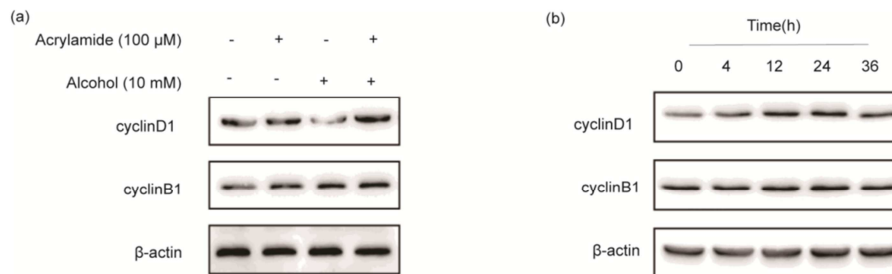 (a)
Acrylamide (100 μM) - + - +
Alcohol (10 mM) - - + +
cyclinD1
cyclinB1
β-actin
(b)
Time(h)
0 4 12 24 36
cyclinD1
cyclinB1
β-actin